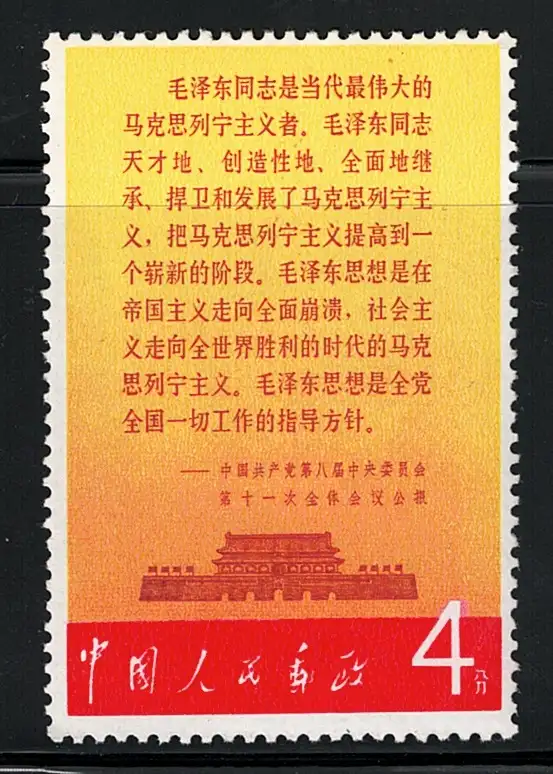 毛泽东同志是当代最伟大的
马克思列宁主义者。毛泽东同志
天才地、创造性地、全面地继
承、捍卫和发展了马克思列宁主
义，把马克思列宁主义提高到一
个崭新的阶段。毛泽东思想是在
帝国主义走向全面崩溃，社会主
义走向全世界胜利的时代的马克
思列宁主义。毛泽东思想是全党
全国一切工作的指导方针。
——中国共产党第八届中央委员会
第十一次全体会议公报
中国人民邮政 4分